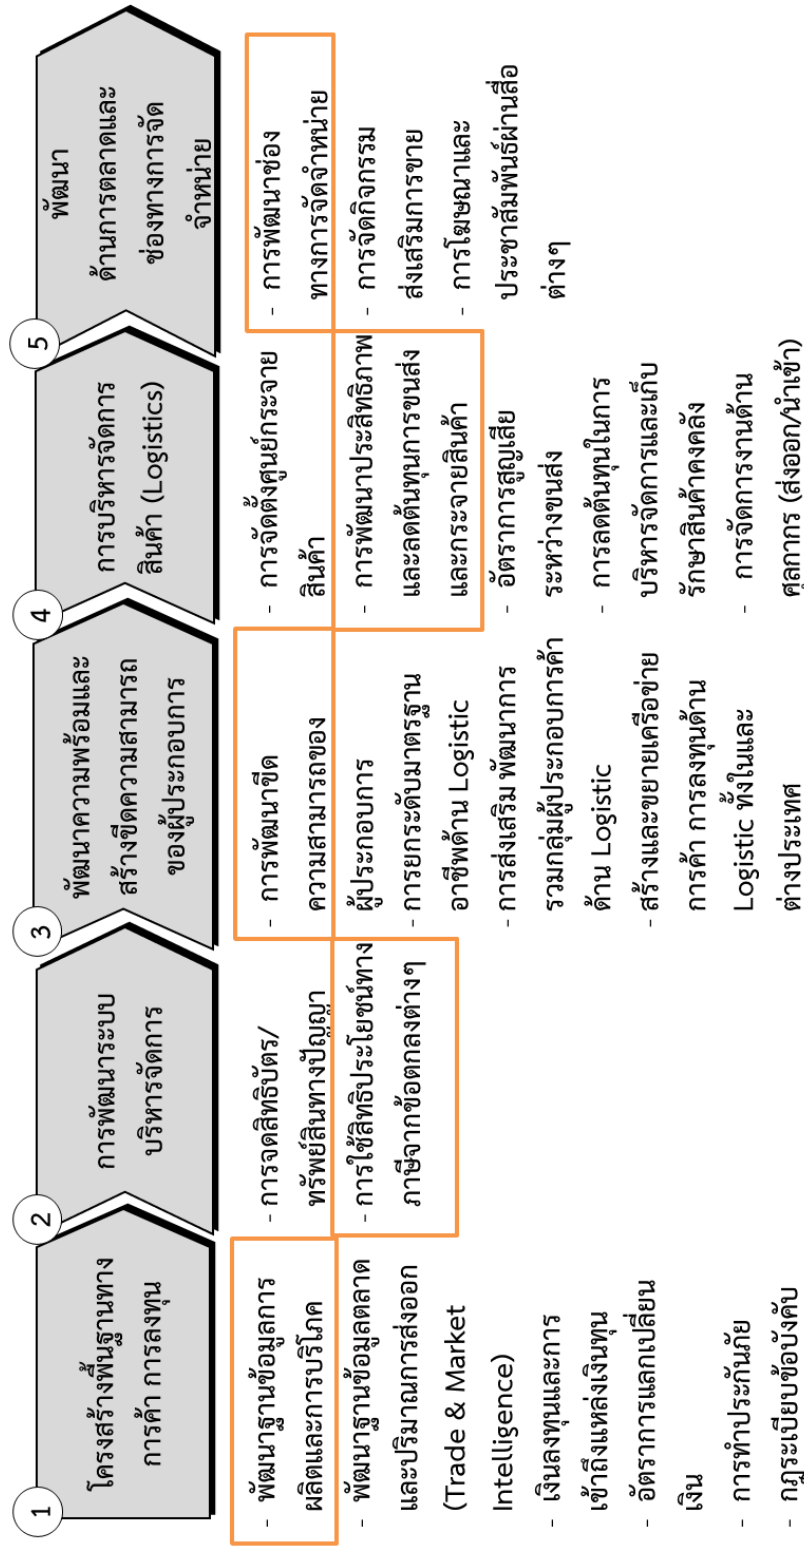 1
โครงสร้างพื้นฐานทาง
การค้า การลงทุน
- พัฒนาฐานข้อมูลการ
ผลิตและการบริโภค
- พัฒนาฐานข้อมูลตลาด
และปริมาณการส่งออก
(Trade & Market
Intelligence)
- เงินลงทุนและการ
เข้าถึงแหล่งเงินทุน
- อัตราการแลกเปลี่ยน
เงิน
- การทำประกันภัย
- กฎระเบียบข้อบังคับ
2
การพัฒนาระบบ
บริหารจัดการ
- การจดสิทธิบัตร/
ทรัพย์สินทางปัญญา
- การใช้สิทธิประโยชน์ทาง
ภาษีจากข้อตกลงต่างๆ
3
พัฒนาความพร้อมและ
สร้างขีดความสามารถ
ของผู้ประกอบการ
- การพัฒนาขีด
ความสามารถของ
ผู้ประกอบการ
- การยกระดับมาตรฐาน
อาชีพด้าน Logistic
- การส่งเสริม พัฒนาการ
รวมกลุ่มผู้ประกอบการค้า
ด้าน Logistic
- สร้างและขยายเครือข่าย
การค้า การลงทุนด้าน
Logistic ทั้งในและ
ต่างประเทศ
4
การบริหารจัดการ
สินค้า (Logistics)
- การจัดตั้งศูนย์กระจาย
สินค้า
- การพัฒนาประสิทธิภาพ
และลดต้นทุนการขนส่ง
และกระจายสินค้า
- อัตราการสูญเสีย
ระหว่างขนส่ง
- การลดต้นทุนในการ
บริหารจัดการและเก็บ
รักษาสินค้าคงคลัง
- การจัดการงานด้าน
ศุลกากร (ส่งออก/นำเข้า)
5
พัฒนา
ด้านการตลาดและ
ช่องทางการจัด
จำหน่าย
- การพัฒนาช่อง
ทางการจัดจำหน่าย
- การจัดกิจกรรม
ส่งเสริมการขาย
- การโฆษณาและ
ประชาสัมพันธ์ผ่านสื่อ
ต่างๆ